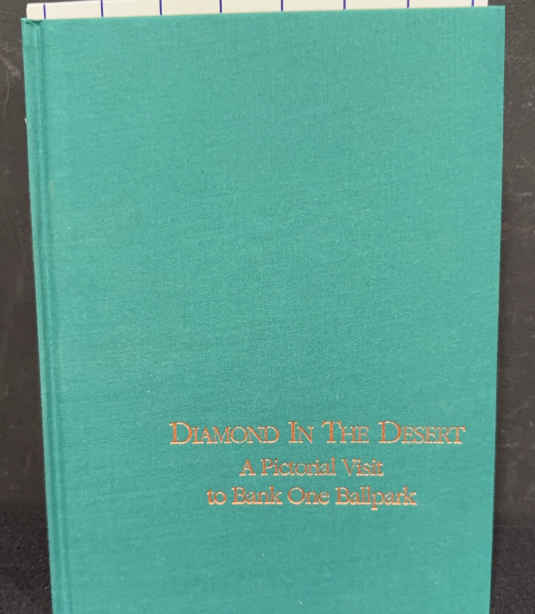 DIAMOND IN THE DESERT
A Pictorial Visit
to Bank One Ballpark